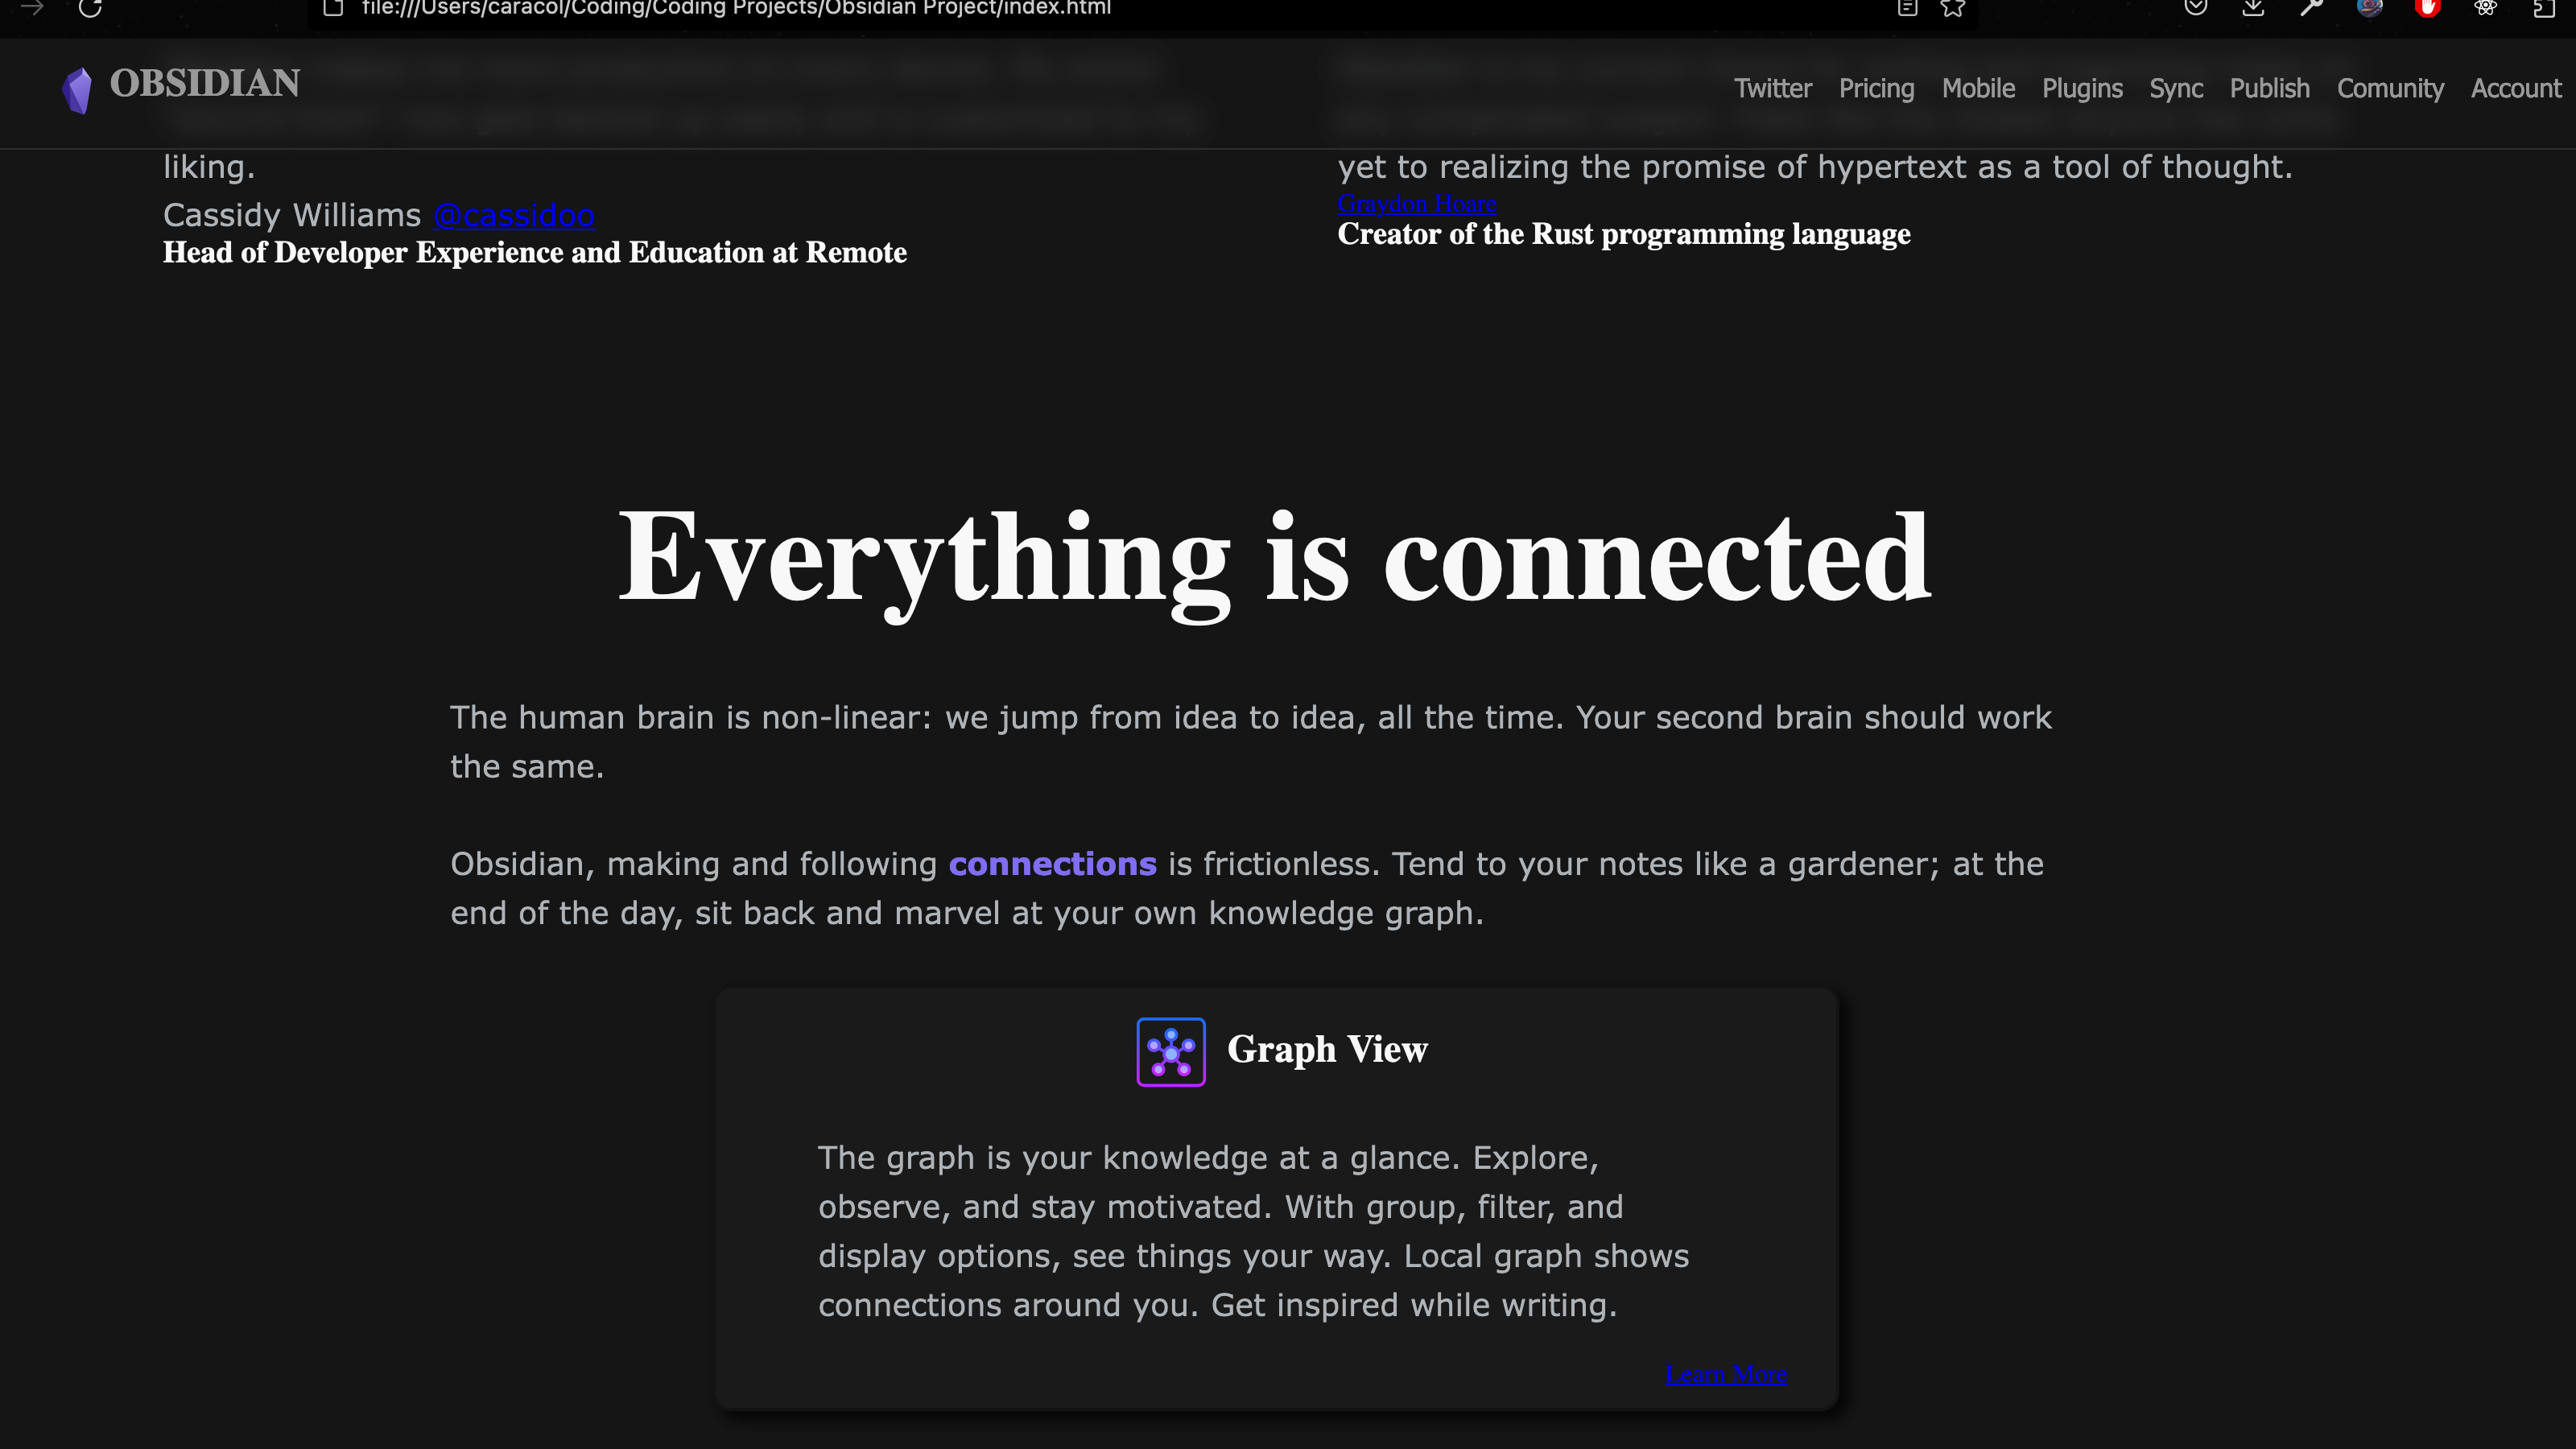 file:///Users/caracol/Coding/Coding Projects/Obsidian Project/index.html
OBSIDIAN
Twitter Pricing Mobile Plugins Sync Publish Comunity Account
liking.
Cassidy Williams @cassidoo
Head of Developer Experience and Education at Remote
yet to realizing the promise of hypertext as a tool of thought.
Graydon Hoare
Creator of the Rust programming language
Everything is connected
The human brain is non-linear: we jump from idea to idea, all the time. Your second brain should work
the same.
Obsidian, making and following connections is frictionless. Tend to your notes like a gardener; at the
end of the day, sit back and marvel at your own knowledge graph.
Graph View
The graph is your knowledge at a glance. Explore,
observe, and stay motivated. With group, filter, and
display options, see things your way. Local graph shows
connections around you. Get inspired while writing.
Learn More